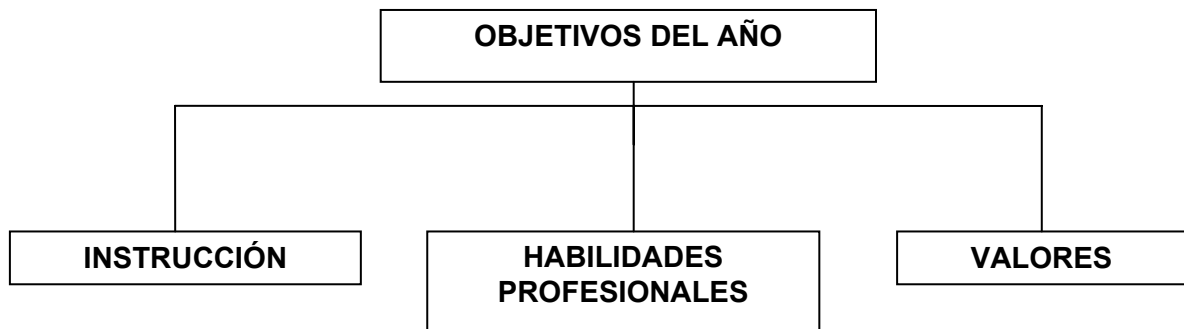 OBJETIVOS DEL AÑO
INSTRUCCIÓN
HABILIDADES
PROFESIONALES
VALORES